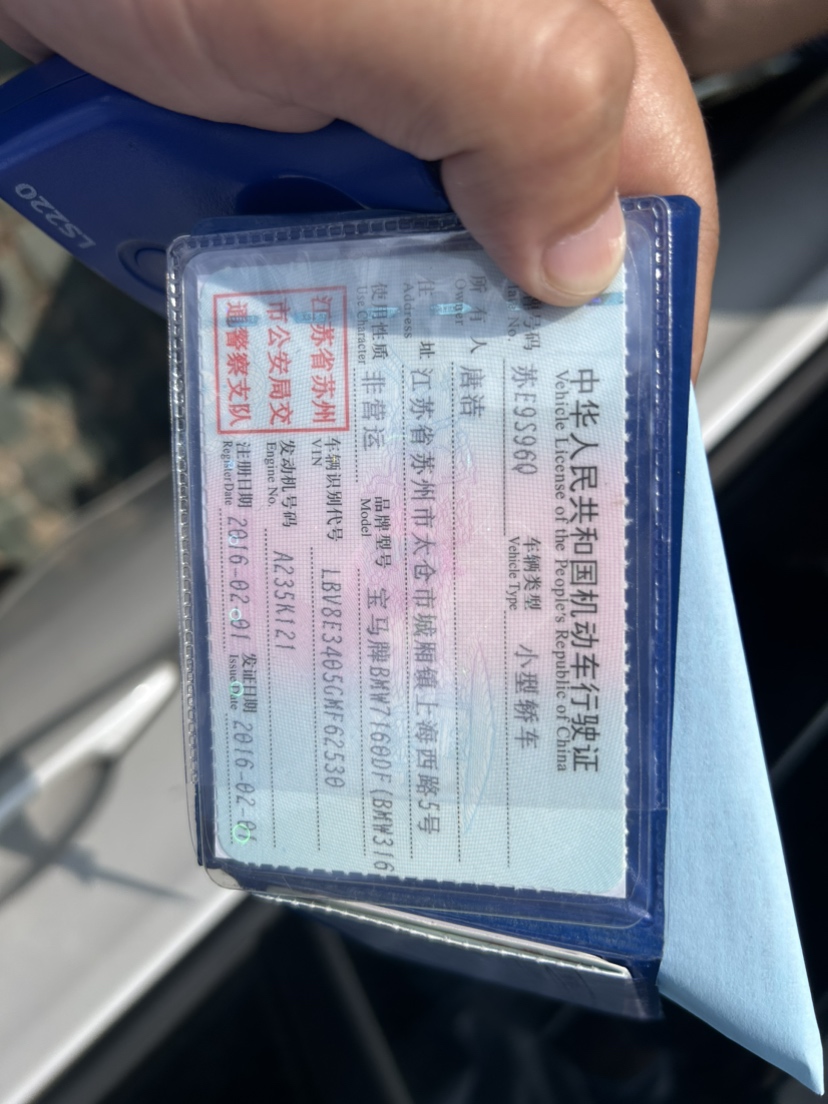 中华人民共和国机动车行驶证
Vehicle License of the People's Republic of China
号码 苏E9S96Q 车辆类型 小型轿车
No. Vehicle Type
所有人 唐洁
Owner
住址 江苏省苏州市太仓市城厢镇上海西路5号
Address
使用性质 非营运 品牌型号 宝马牌BMW7160DF(BMW316
Use Character Model
江苏省苏州
市公安局交
通警察支队
车辆识别代号 LBV8E3405GMF62530
VIN
发动机号码 A235K121
Engine No.
注册日期 2016-02-01 发证日期 2016-02-01
Register Date Issue Date
LS220